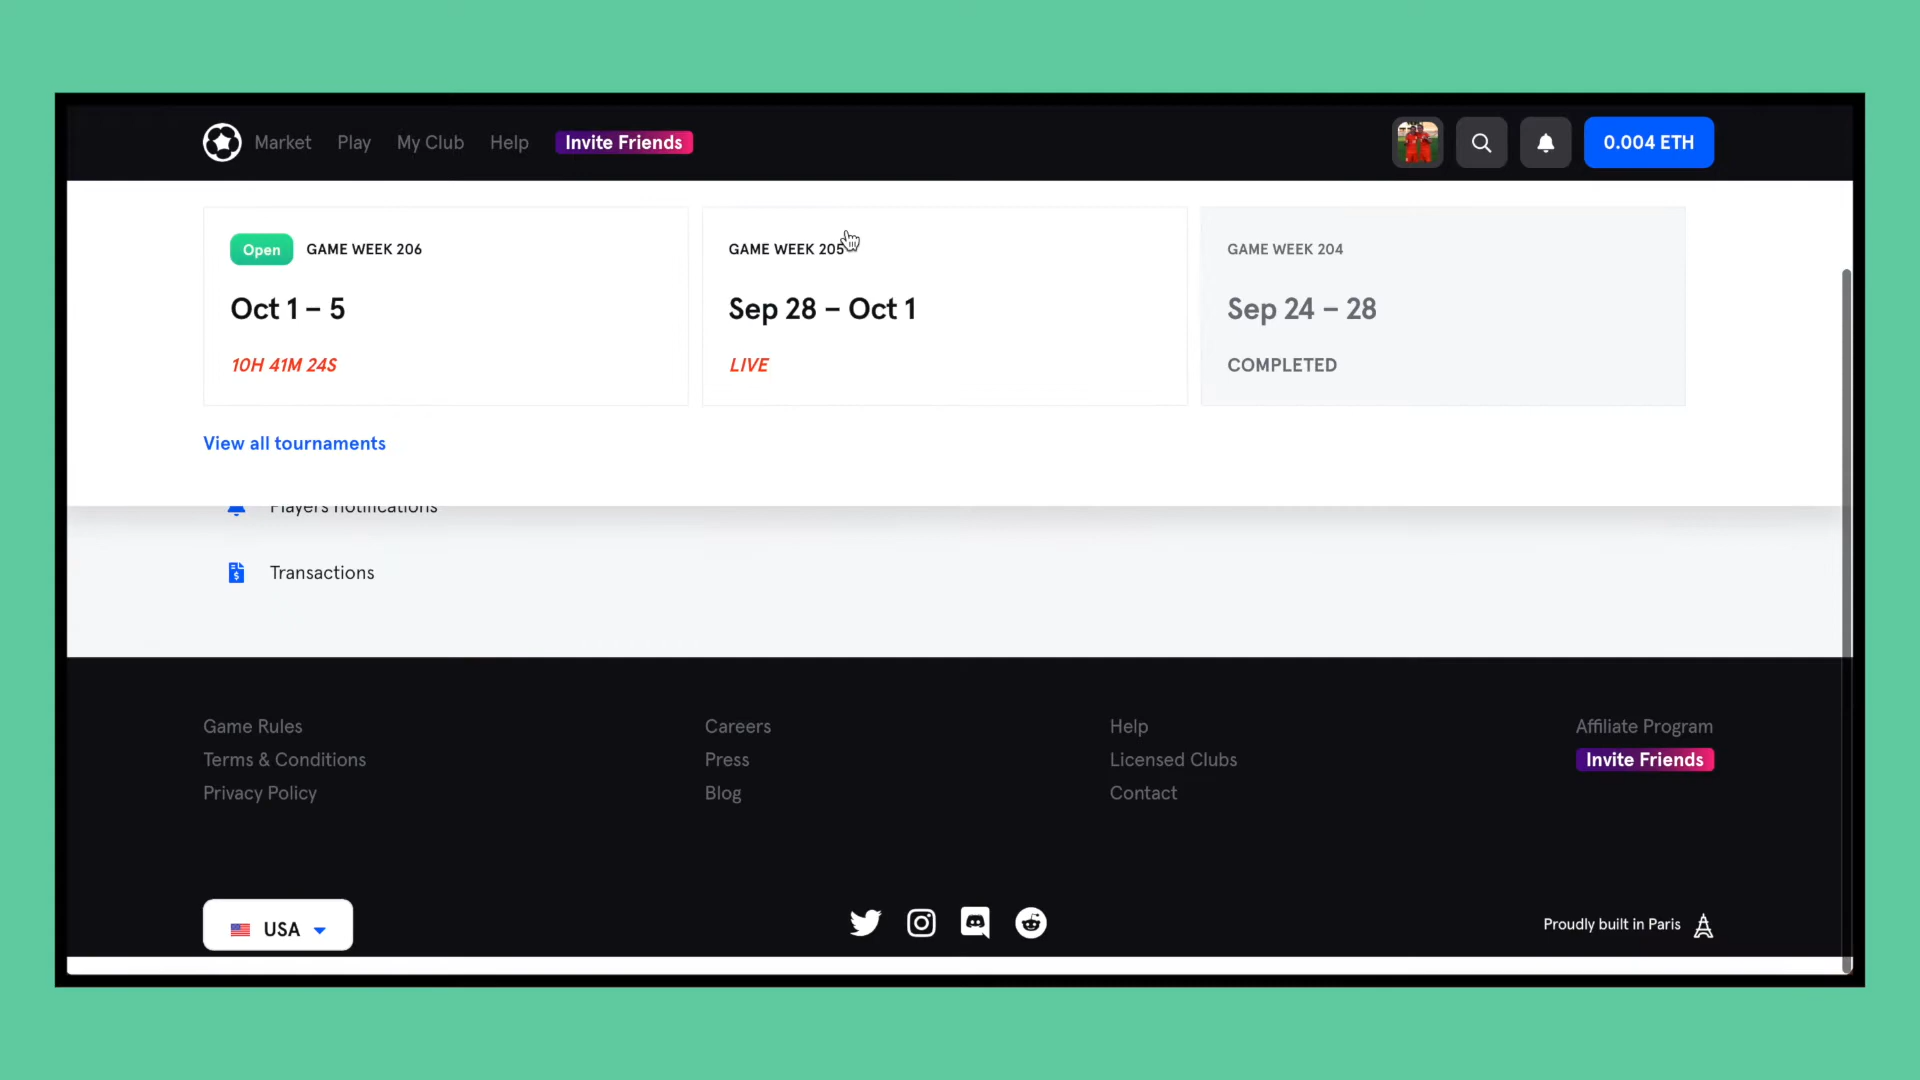 Market Play My Club Help Invite Friends 0.004 ETH
Open GAME WEEK 206
Oct 1 – 5
10H 41M 24S
GAME WEEK 205
Sep 28 – Oct 1
LIVE
GAME WEEK 204
Sep 24 – 28
COMPLETED
View all tournaments
Players notifications
Transactions
Game Rules
Terms & Conditions
Privacy Policy
Careers
Press
Blog
Help
Licensed Clubs
Contact
Affiliate Program
Invite Friends
USA
Proudly built in Paris